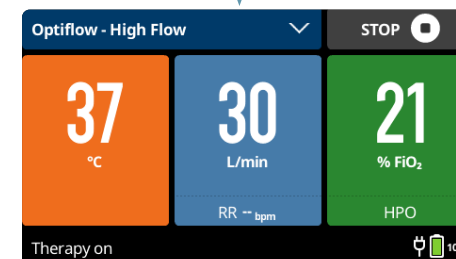 Optiflow - High Flow
STOP
37
°C
30
L/min
RR -- bpm
21
% FiO₂
HPO
Therapy on